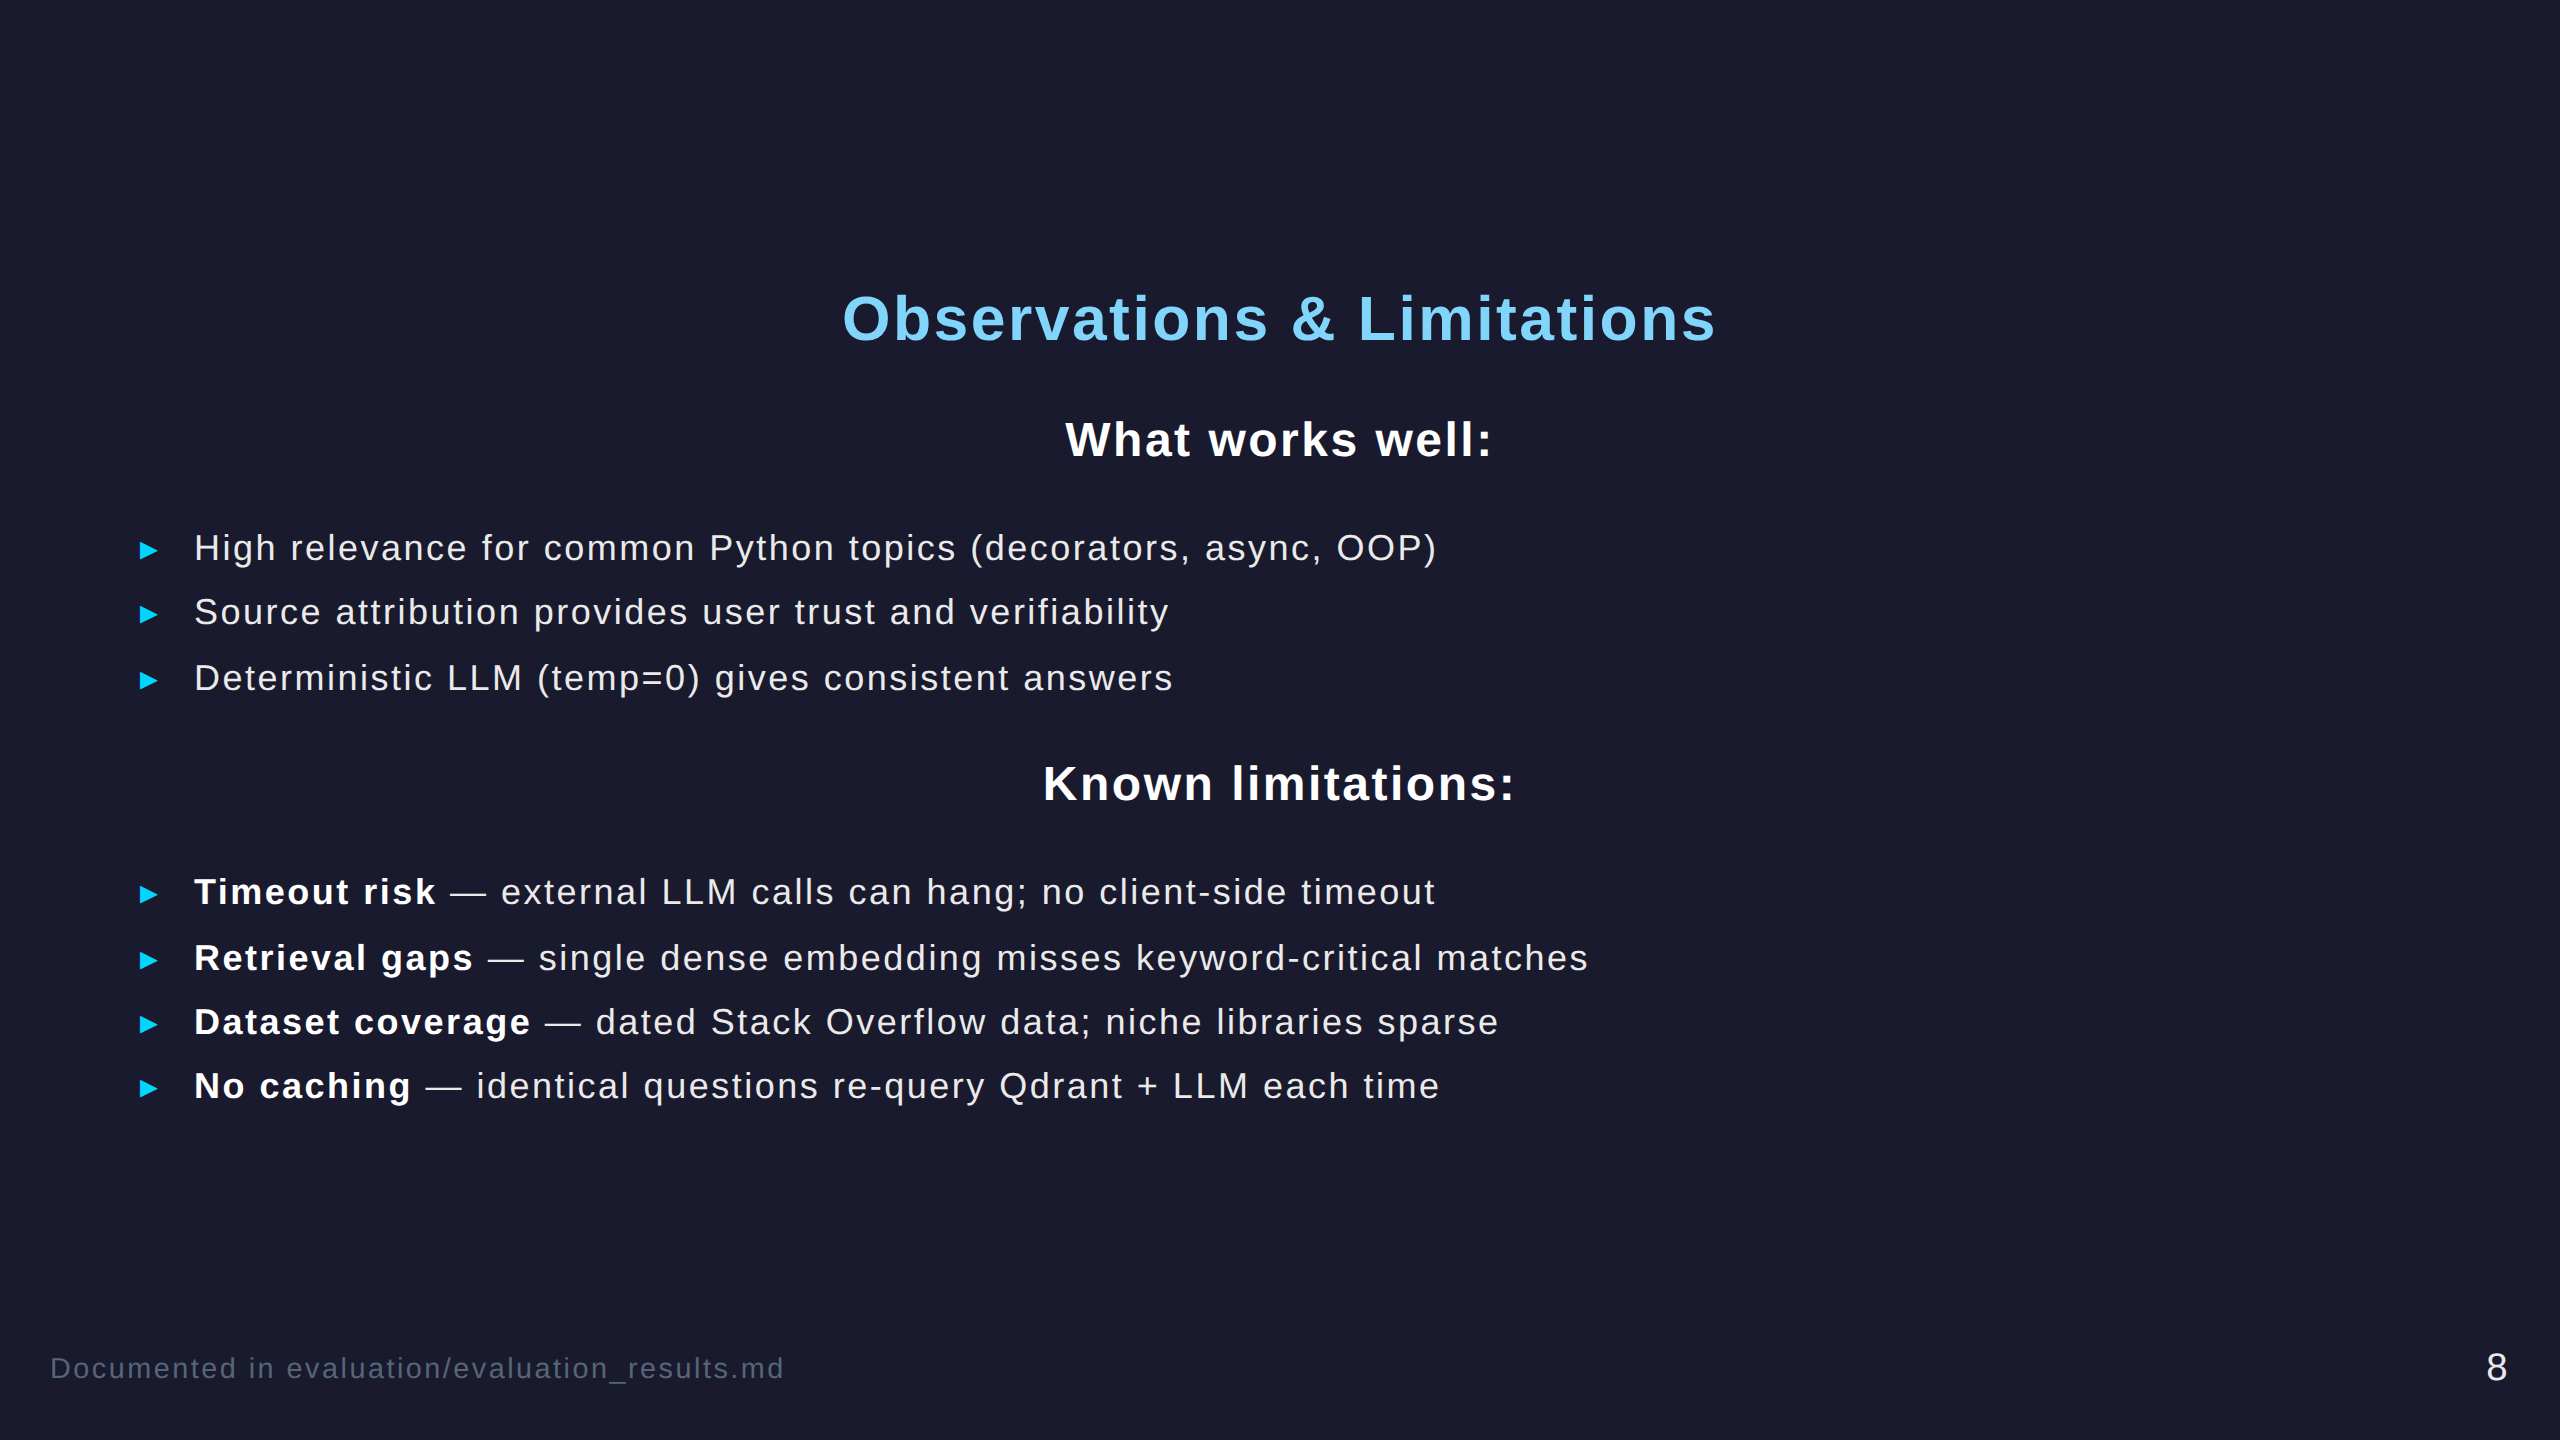 Observations & Limitations
What works well:
▶ High relevance for common Python topics (decorators, async, OOP)
▶ Source attribution provides user trust and verifiability
▶ Deterministic LLM (temp=0) gives consistent answers
Known limitations:
▶ Timeout risk — external LLM calls can hang; no client-side timeout
▶ Retrieval gaps — single dense embedding misses keyword-critical matches
▶ Dataset coverage — dated Stack Overflow data; niche libraries sparse
▶ No caching — identical questions re-query Qdrant + LLM each time
Documented in evaluation/evaluation_results.md
8